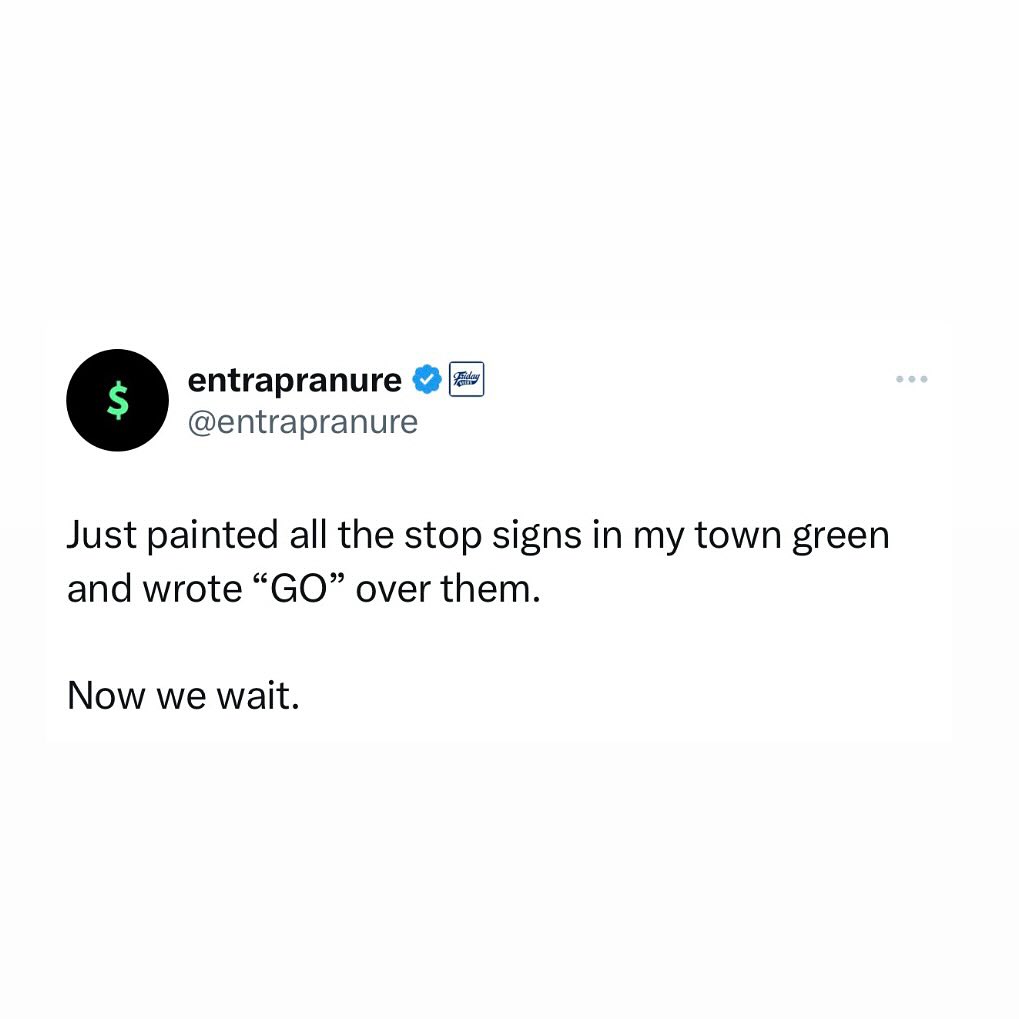 entrapranure
Friday
@entrapranure
Just painted all the stop signs in my town green
and wrote “GO” over them.
Now we wait.